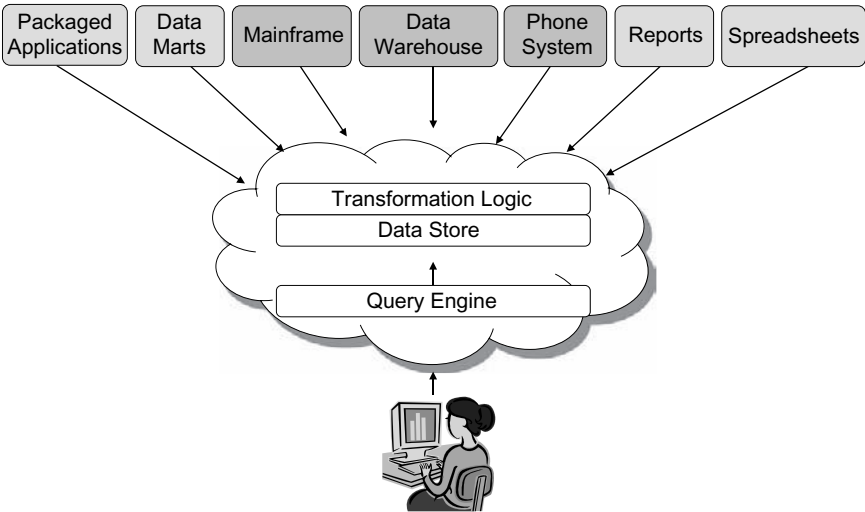 Packaged
Applications
Data
Marts
Mainframe
Data
Warehouse
Phone
System
Reports
Spreadsheets
Transformation Logic
Data Store
Query Engine